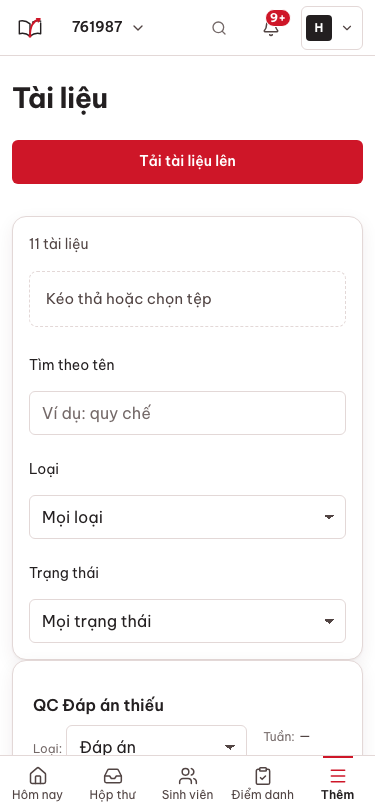 761987
9+
H
Tài liệu
Tải tài liệu lên
11 tài liệu
Kéo thả hoặc chọn tệp
Tìm theo tên
Ví dụ: quy chế
Loại
Mọi loại
Trạng thái
Mọi trạng thái
QC Đáp án thiếu
Loại: Đáp án
Tuần: —
Hôm nay
Hộp thư
Sinh viên
Điểm danh
Thêm